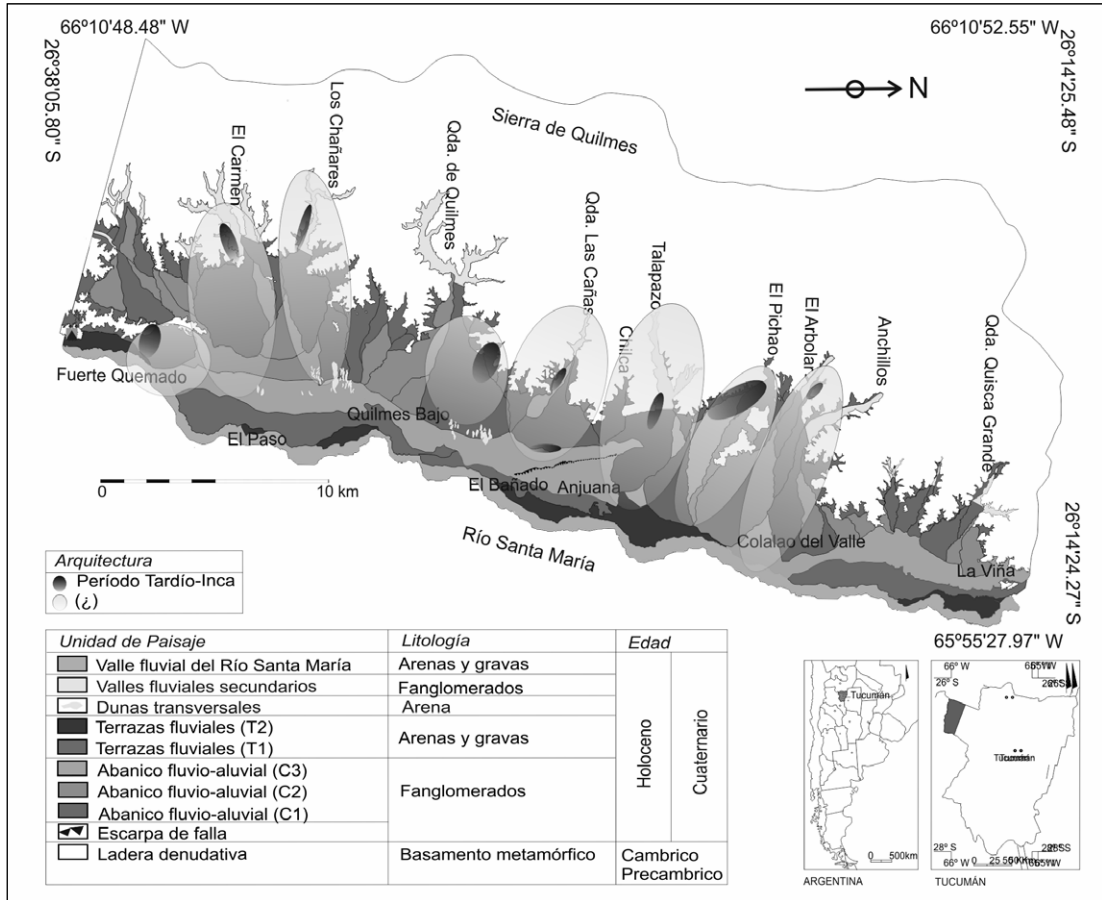 66º10'48.48" W
66º10'52.55" W
26º38'05.80" S
26º14'25.48" S
N
Sierra de Quilmes
Los Chañares
El Carmen
Qda. de Quilmes
Qda. Las Cañas
Talapazo
Chilca
El Pichao
El Arbolar
Anchillos
Qda. Quisca Grande
Fuerte Quemado
Quilmes Bajo
El Paso
El Bañado
Anjuana
Colalao del Valle
La Viña
Río Santa María
0 10 km
26º14'24.27" S
65º55'27.97" W
Arquitectura
Período Tardío-Inca
(¿)
Unidad de Paisaje Litología Edad
Valle fluvial del Río Santa María Arenas y gravas
Valles fluviales secundarios Fanglomerados
Dunas transversales Arena
Terrazas fluviales (T2)
Arenas y gravas
Terrazas fluviales (T1)
Abanico fluvio-aluvial (C3)
Abanico fluvio-aluvial (C2)
Fanglomerados
Abanico fluvio-aluvial (C1)
Escarpa de falla
Holoceno
Cuaternario
Ladera denudativa Basamento metamórfico Cambrico
Precambrico
Tucumán
0 500km
ARGENTINA
66º W
26º S
28º S
66º W
TUCUMÁN